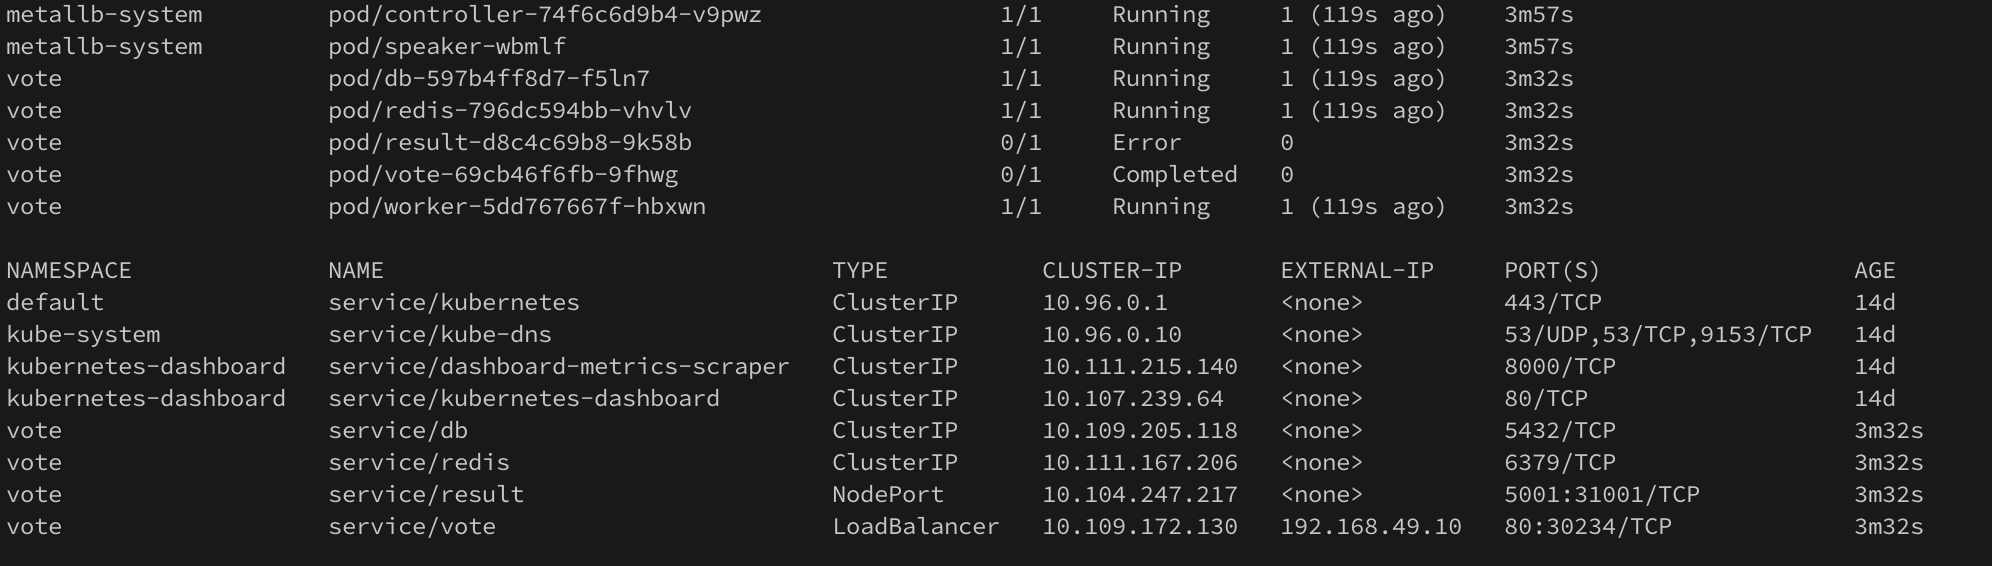 metallb-system pod/controller-74f6c6d9b4-v9pwz 1/1 Running 1 (119s ago) 3m57s
metallb-system pod/speaker-wbmlf 1/1 Running 1 (119s ago) 3m57s
vote pod/db-597b4ff8d7-f5ln7 1/1 Running 1 (119s ago) 3m32s
vote pod/redis-796dc594bb-vhvlv 1/1 Running 1 (119s ago) 3m32s
vote pod/result-d8c4c69b8-9k58b 0/1 Error 0 3m32s
vote pod/vote-69cb46f6fb-9fhwg 0/1 Completed 0 3m32s
vote pod/worker-5dd767667f-hbxwn 1/1 Running 1 (119s ago) 3m32s
NAMESPACE NAME TYPE CLUSTER-IP EXTERNAL-IP PORT(S) AGE
default service/kubernetes ClusterIP 10.96.0.1 <none> 443/TCP 14d
kube-system service/kube-dns ClusterIP 10.96.0.10 <none> 53/UDP,53/TCP,9153/TCP 14d
kubernetes-dashboard service/dashboard-metrics-scraper ClusterIP 10.111.215.140 <none> 8000/TCP 14d
kubernetes-dashboard service/kubernetes-dashboard ClusterIP 10.107.239.64 <none> 80/TCP 14d
vote service/db ClusterIP 10.109.205.118 <none> 5432/TCP 3m32s
vote service/redis ClusterIP 10.111.167.206 <none> 6379/TCP 3m32s
vote service/result NodePort 10.104.247.217 <none> 5001:31001/TCP 3m32s
vote service/vote LoadBalancer 10.109.172.130 192.168.49.10 80:30234/TCP 3m32s